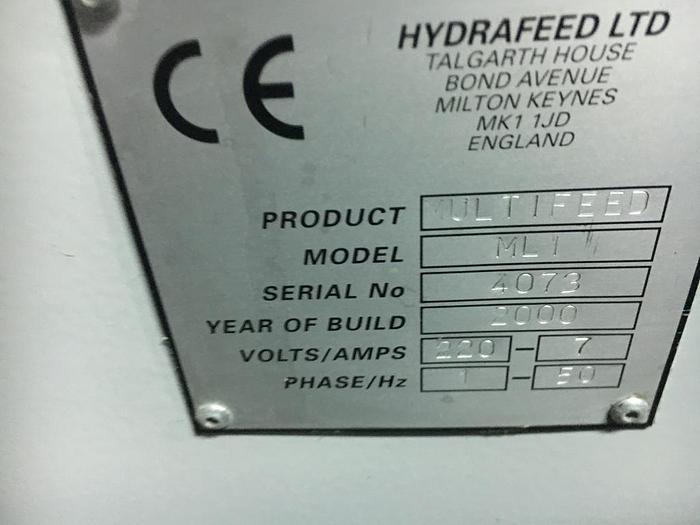 CE
HYDRAFEED LTD
TALGARTH HOUSE
BOND AVENUE
MILTON KEYNES
MK1 1JD
ENGLAND
PRODUCT MULTIFEED
MODEL
SERIAL No 4073
YEAR OF BUILD 2000
VOLTS/AMPS 220 - 7
PHASE/Hz 1 - 50